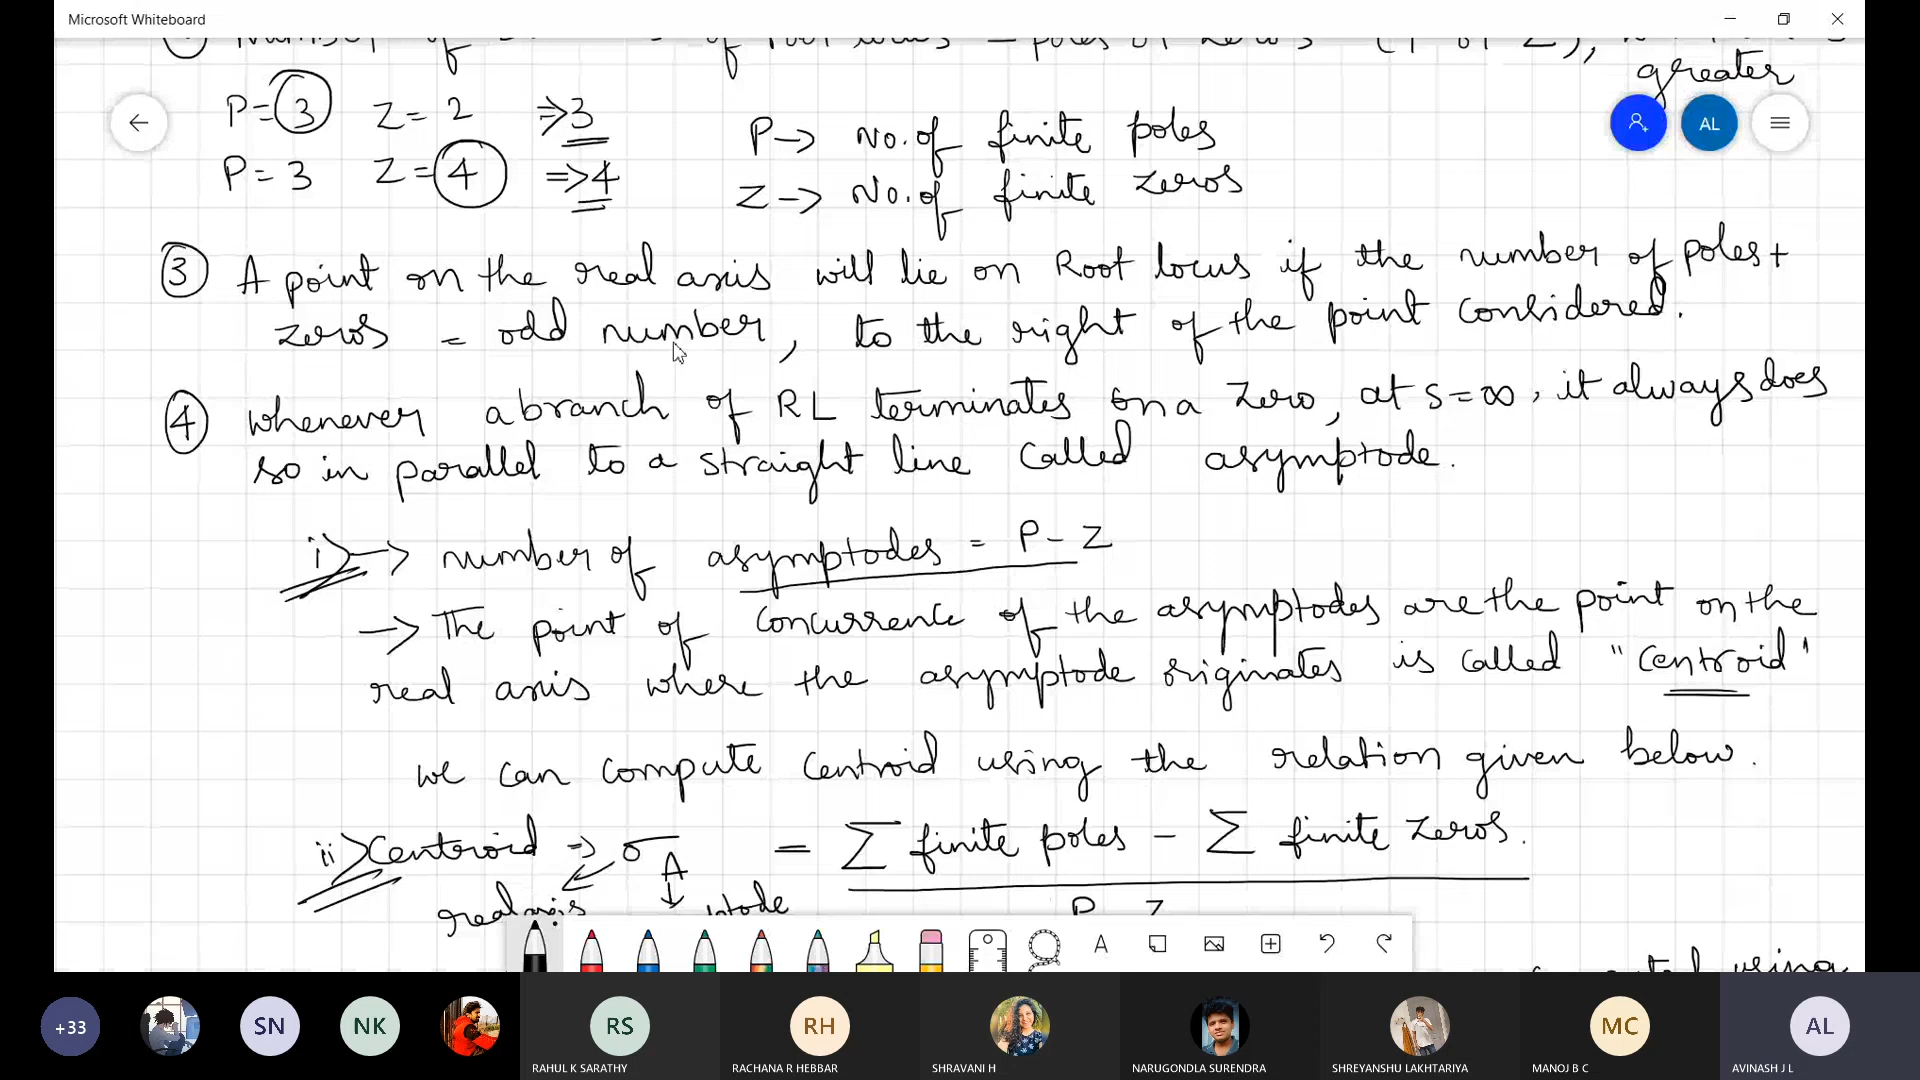 Microsoft Whiteboard
greater
P = 3 Z = 2 => 3
P = 3 Z = 4 => 4
P -> No. of finite poles
Z -> No. of finite zeros
AL
3 A point on the real axis will lie on Root locus if the number of poles +
zeros = odd number, to the right of the point considered.
4 whenever a branch of RL terminates on a zero, at s = ∞, it always does
so in parallel to a straight line called asymptode.
i) -> number of asymptodes = P - Z
-> The point of concurrence of the asymptodes are the point on the
real axis where the asymptode originates is called "Centroid"
we can compute centroid using the relation given below.
ii) Centroid => σA = ∑ finite poles - ∑ finite zeros.
real axis
P Z
using
A
+33
SN
NK
RS
RAHUL K SARATHY
RH
RACHANA R HEBBAR
SHRAVANI H
NARUGONDLA SURENDRA
SHREYANSHU LAKHTARIYA
MC
MANOJ B C
AL
AVINASH J L